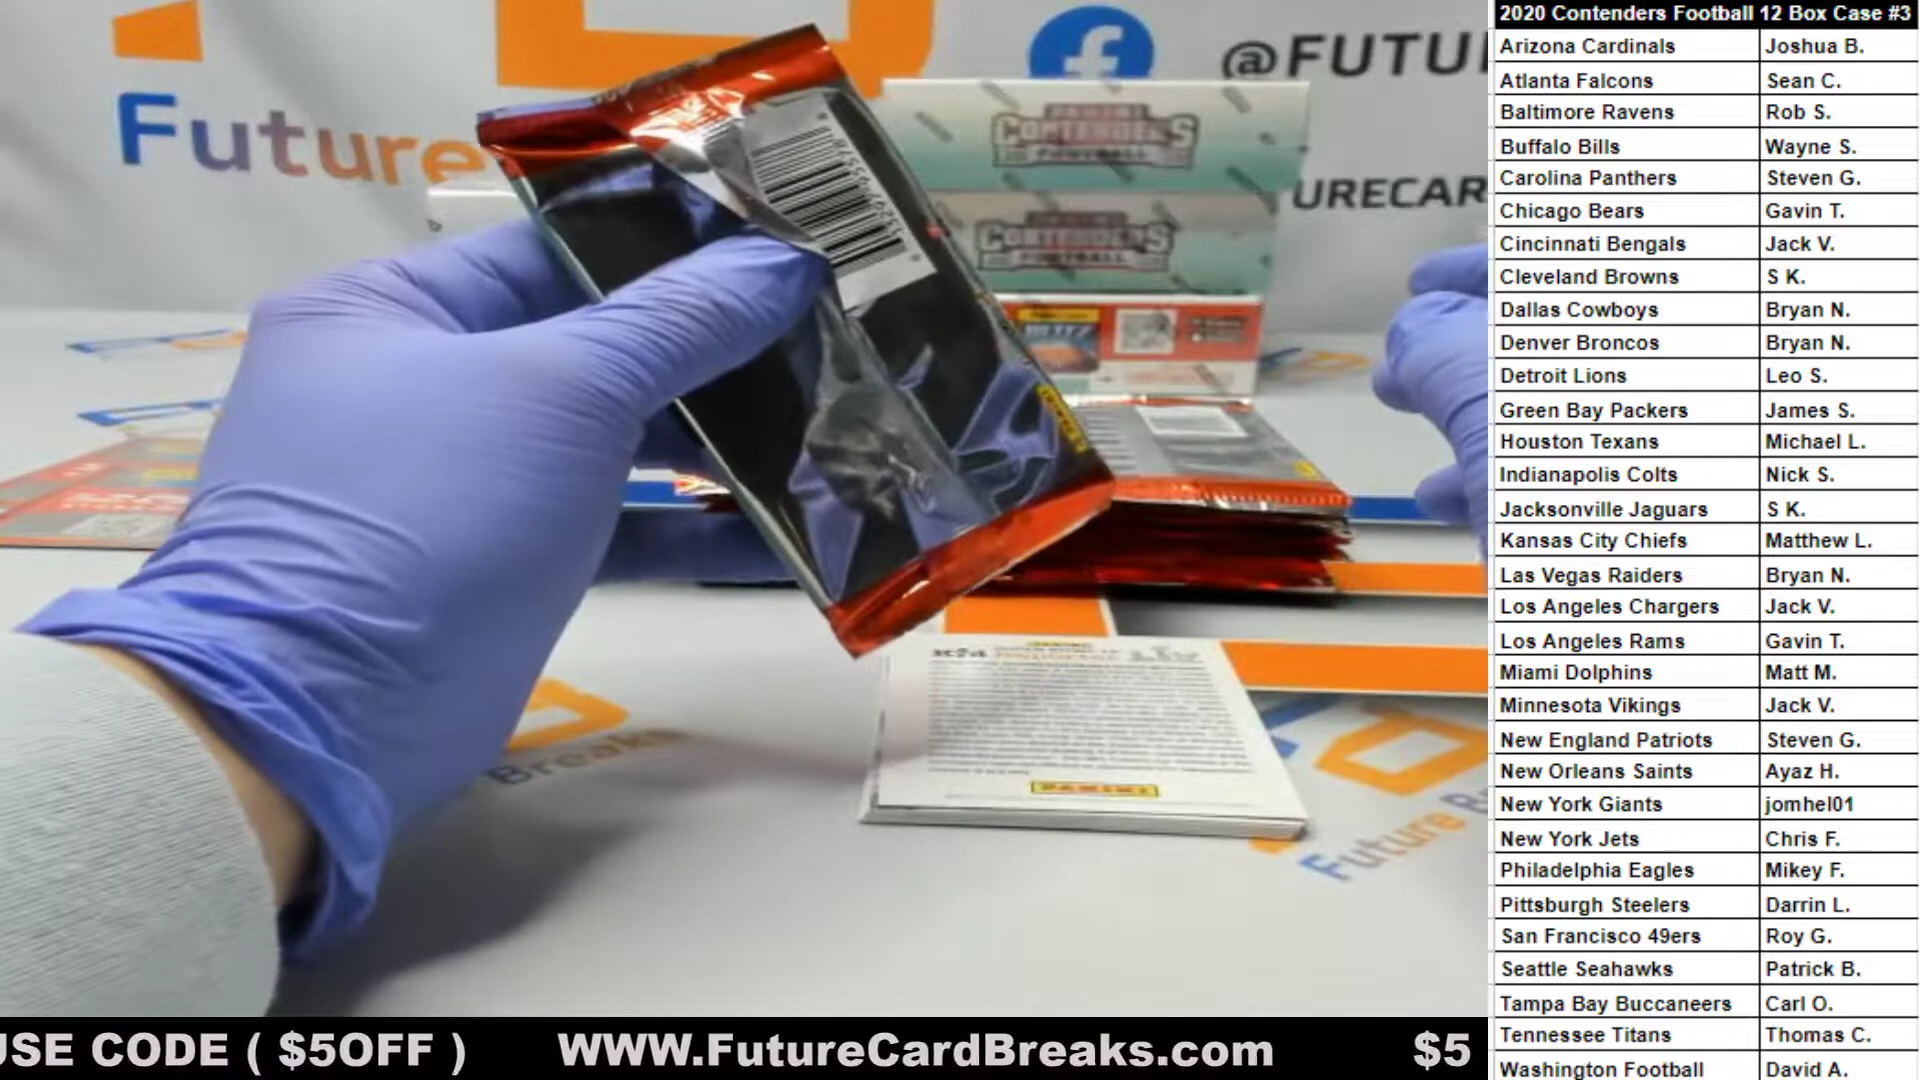 2020 Contenders Football 12 Box Case #3
Arizona Cardinals Joshua B.
Atlanta Falcons Sean C.
Baltimore Ravens Rob S.
Buffalo Bills Wayne S.
Carolina Panthers Steven G.
Chicago Bears Gavin T.
Cincinnati Bengals Jack V.
Cleveland Browns S K.
Dallas Cowboys Bryan N.
Denver Broncos Bryan N.
Detroit Lions Leo S.
Green Bay Packers James S.
Houston Texans Michael L.
Indianapolis Colts Nick S.
Jacksonville Jaguars S K.
Kansas City Chiefs Matthew L.
Las Vegas Raiders Bryan N.
Los Angeles Chargers Jack V.
Los Angeles Rams Gavin T.
Miami Dolphins Matt M.
Minnesota Vikings Jack V.
New England Patriots Steven G.
New Orleans Saints Ayaz H.
New York Giants jomhel01
New York Jets Chris F.
Philadelphia Eagles Mikey F.
Pittsburgh Steelers Darrin L.
San Francisco 49ers Roy G.
Seattle Seahawks Patrick B.
Tampa Bay Buccaneers Carl O.
Tennessee Titans Thomas C.
Washington Football David A.
f @FUTU
Future
URECAR
PANINI
CONTENDERS
FOOTBALL
PANINI
CONTENDERS
FOOTBALL
PANINI
Breaks
Future B
USE CODE ( $5OFF ) WWW.FutureCardBreaks.com $5